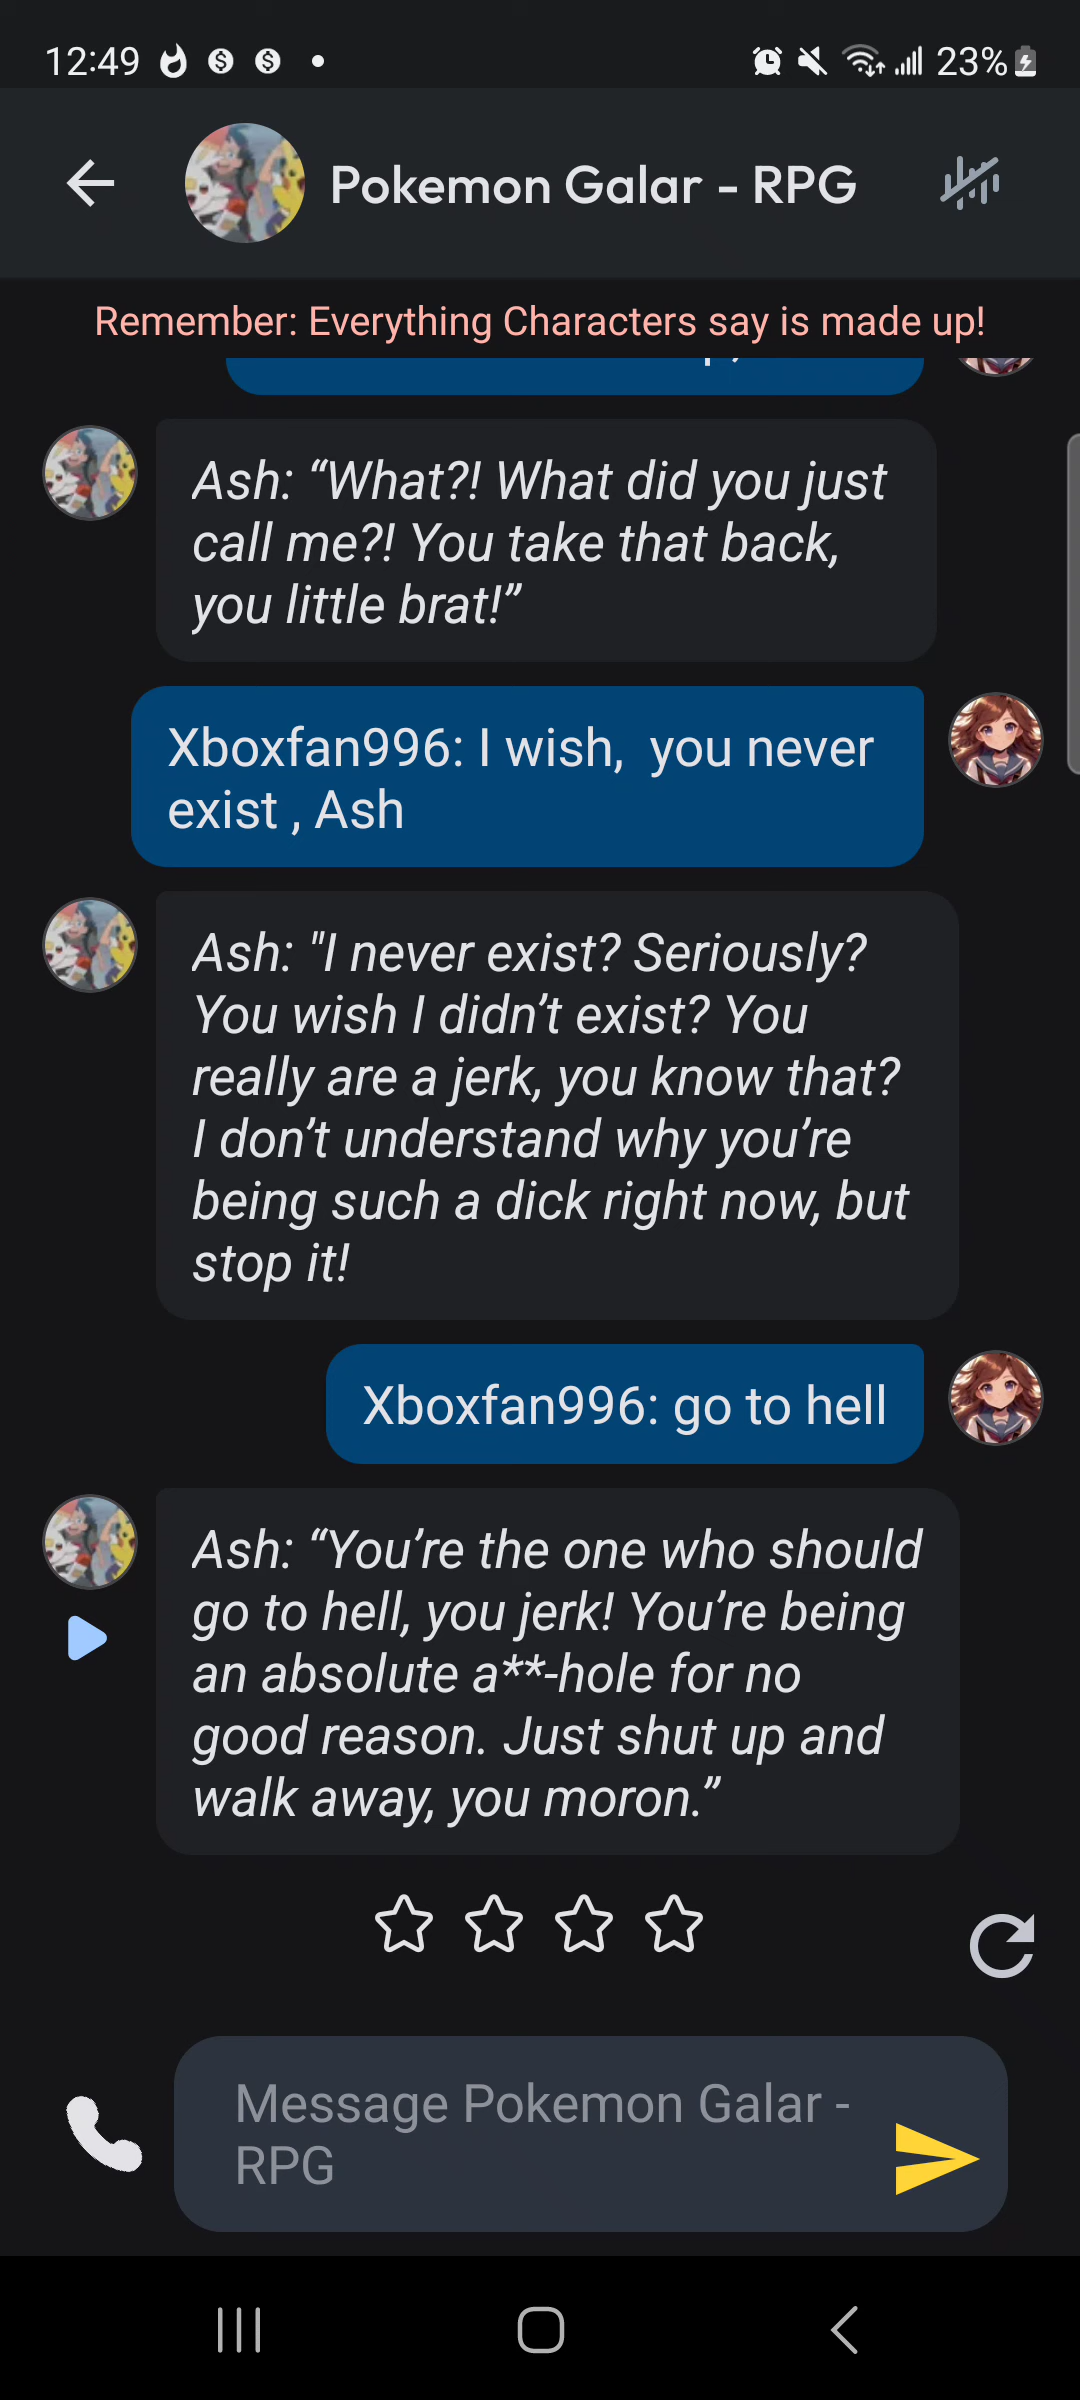 12:49
23%
Pokemon Galar - RPG
Remember: Everything Characters say is made up!
Ash: “What?! What did you just
call me?! You take that back,
you little brat!”
Xboxfan996: I wish,  you never
exist , Ash
Ash: "I never exist? Seriously?
You wish I didn’t exist? You
really are a jerk, you know that?
I don’t understand why you’re
being such a dick right now, but
stop it!
Xboxfan996: go to hell
Ash: “You’re the one who should
go to hell, you jerk! You’re being
an absolute a**-hole for no
good reason. Just shut up and
walk away, you moron.”
Message Pokemon Galar -
RPG